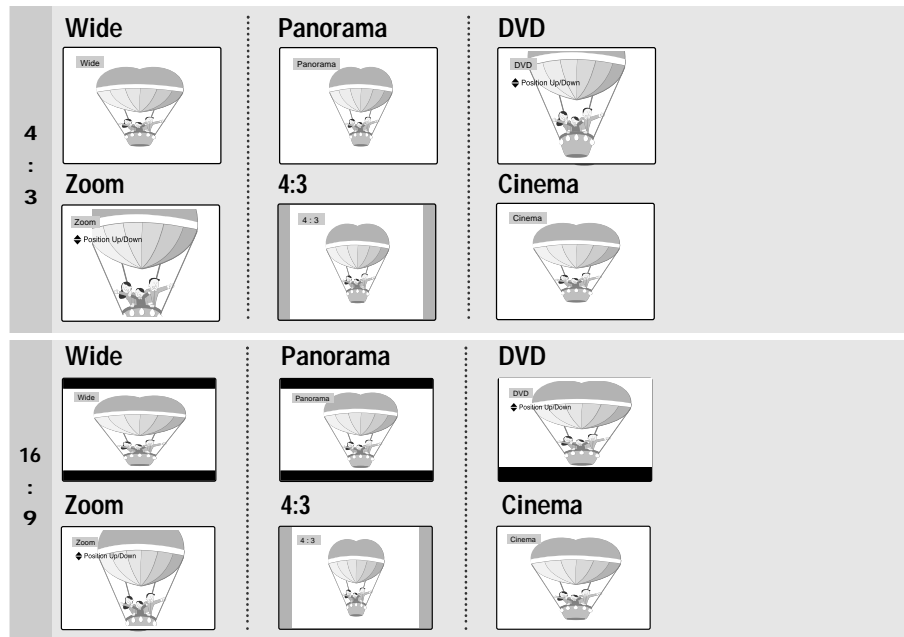 4
:
3
Wide
Panorama
DVD
Wide
Panorama
DVD
Position Up/Down
Zoom
4:3
Cinema
Zoom
Position Up/Down
4 : 3
Cinema
16
:
9
Wide
Panorama
DVD
Wide
Panorama
DVD
Position Up/Down
Zoom
4:3
Cinema
Zoom
Position Up/Down
4 : 3
Cinema